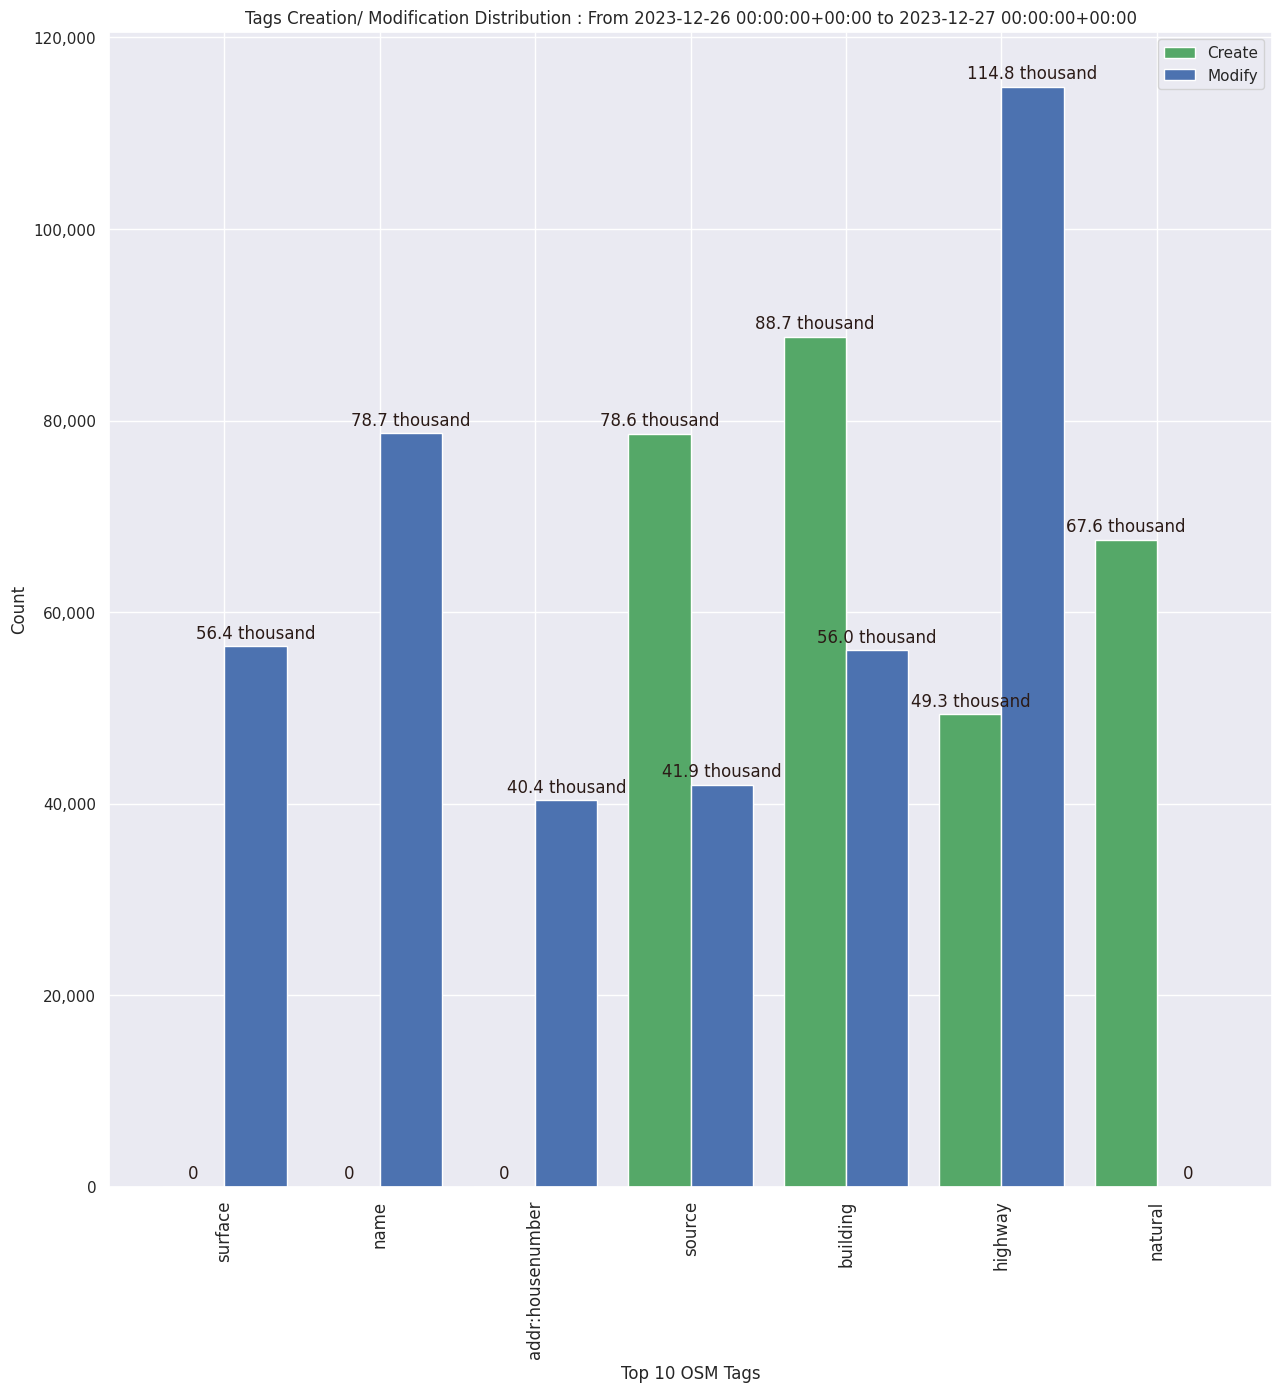 Tags Creation/ Modification Distribution : From 2023-12-26 00:00:00+00:00 to 2023-12-27 00:00:00+00:00
Create
Modify
120,000
100,000
80,000
60,000
40,000
20,000
0
Count
114.8 thousand
88.7 thousand
78.7 thousand
78.6 thousand
67.6 thousand
56.4 thousand
56.0 thousand
49.3 thousand
41.9 thousand
40.4 thousand
0
0
0
0
surface
name
addr:housenumber
source
building
highway
natural
Top 10 OSM Tags